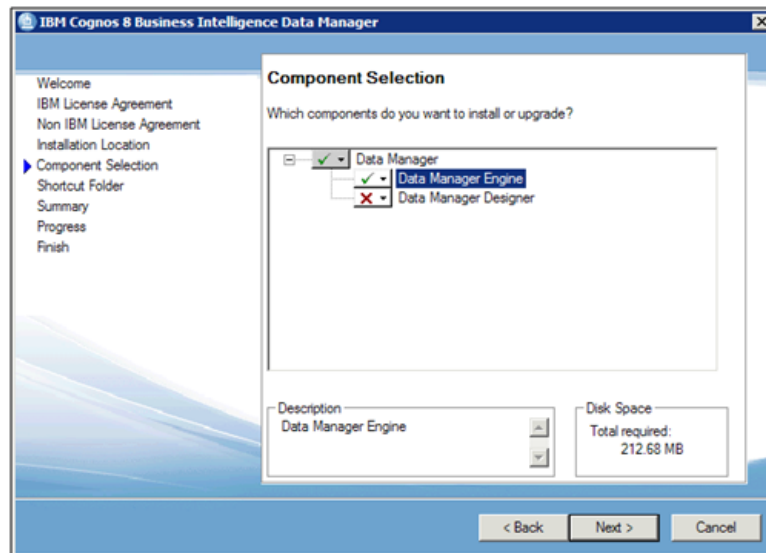 IBM Cognos 8 Business Intelligence Data Manager
Welcome
IBM License Agreement
Non IBM License Agreement
Installation Location
Component Selection
Shortcut Folder
Summary
Progress
Finish
Component Selection
Which components do you want to install or upgrade?
Data Manager
Data Manager Engine
Data Manager Designer
Description
Data Manager Engine
Disk Space
Total required:
212.68 MB
< Back
Next >
Cancel